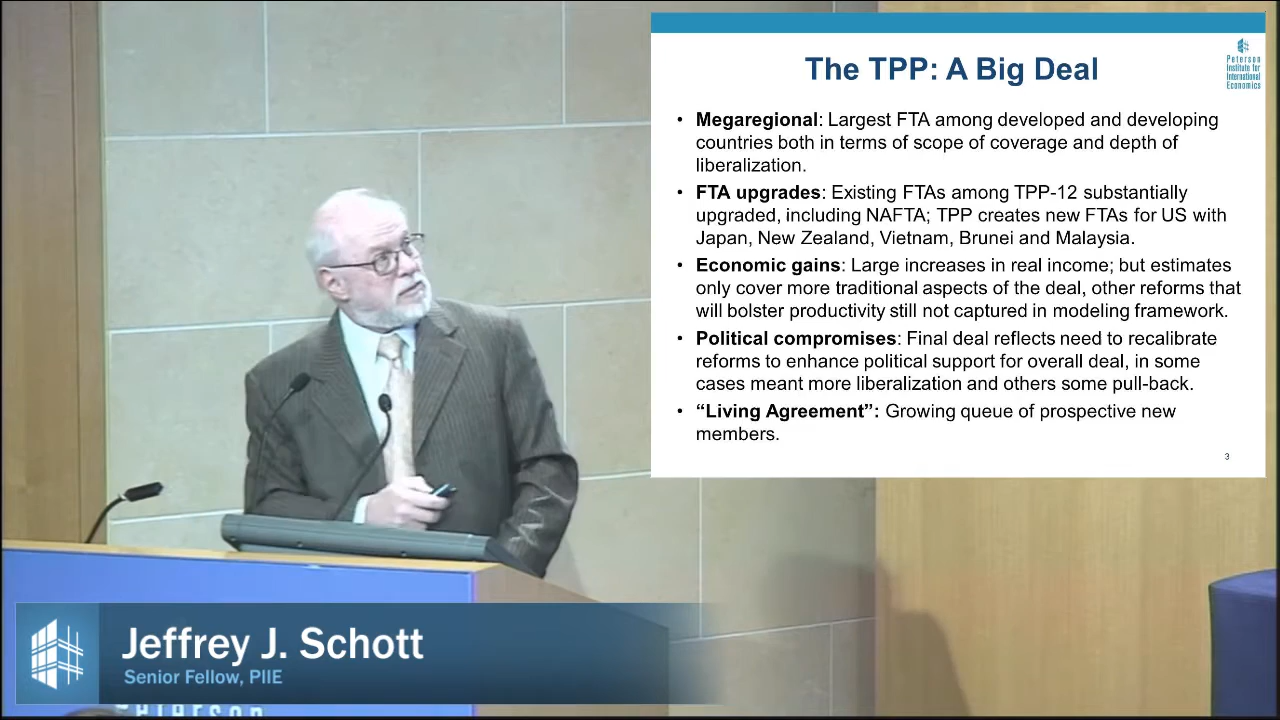 The TPP: A Big Deal
Peterson
Institute for
International
Economics
• Megaregional: Largest FTA among developed and developing
countries both in terms of scope of coverage and depth of
liberalization.
• FTA upgrades: Existing FTAs among TPP-12 substantially
upgraded, including NAFTA; TPP creates new FTAs for US with
Japan, New Zealand, Vietnam, Brunei and Malaysia.
• Economic gains: Large increases in real income; but estimates
only cover more traditional aspects of the deal, other reforms that
will bolster productivity still not captured in modeling framework.
• Political compromises: Final deal reflects need to recalibrate
reforms to enhance political support for overall deal, in some
cases meant more liberalization and others some pull-back.
• “Living Agreement”: Growing queue of prospective new
members.
3
Jeffrey J. Schott
Senior Fellow, PIIE
Peterson